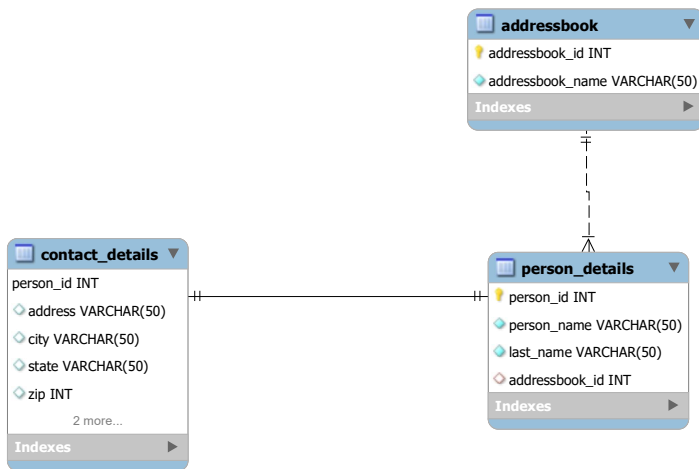 addressbook
addressbook_id INT
addressbook_name VARCHAR(50)
Indexes
contact_details
person_id INT
address VARCHAR(50)
city VARCHAR(50)
state VARCHAR(50)
zip INT
2 more...
Indexes
person_details
person_id INT
person_name VARCHAR(50)
last_name VARCHAR(50)
addressbook_id INT
Indexes